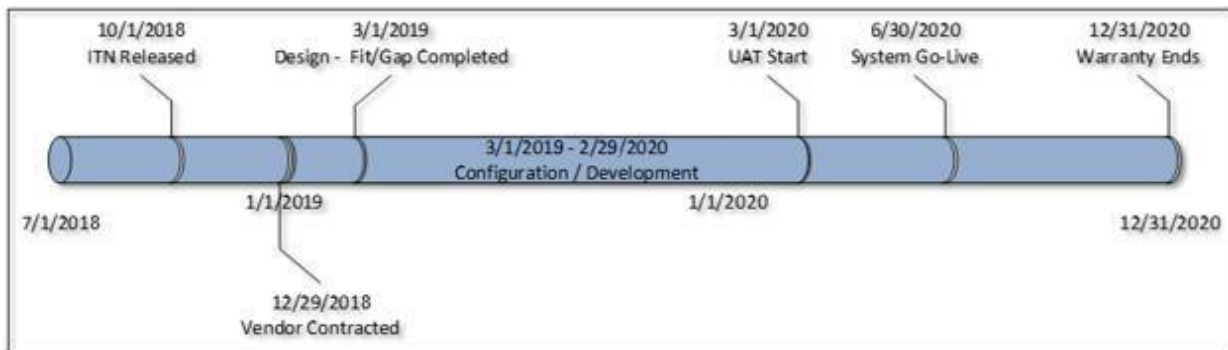 10/1/2018
ITN Released
3/1/2019
Design - Fit/Gap Completed
3/1/2020
UAT Start
6/30/2020
System Go-Live
12/31/2020
Warranty Ends
3/1/2019 - 2/29/2020
Configuration / Development
1/1/2019
1/1/2020
7/1/2018
12/31/2020
12/29/2018
Vendor Contracted